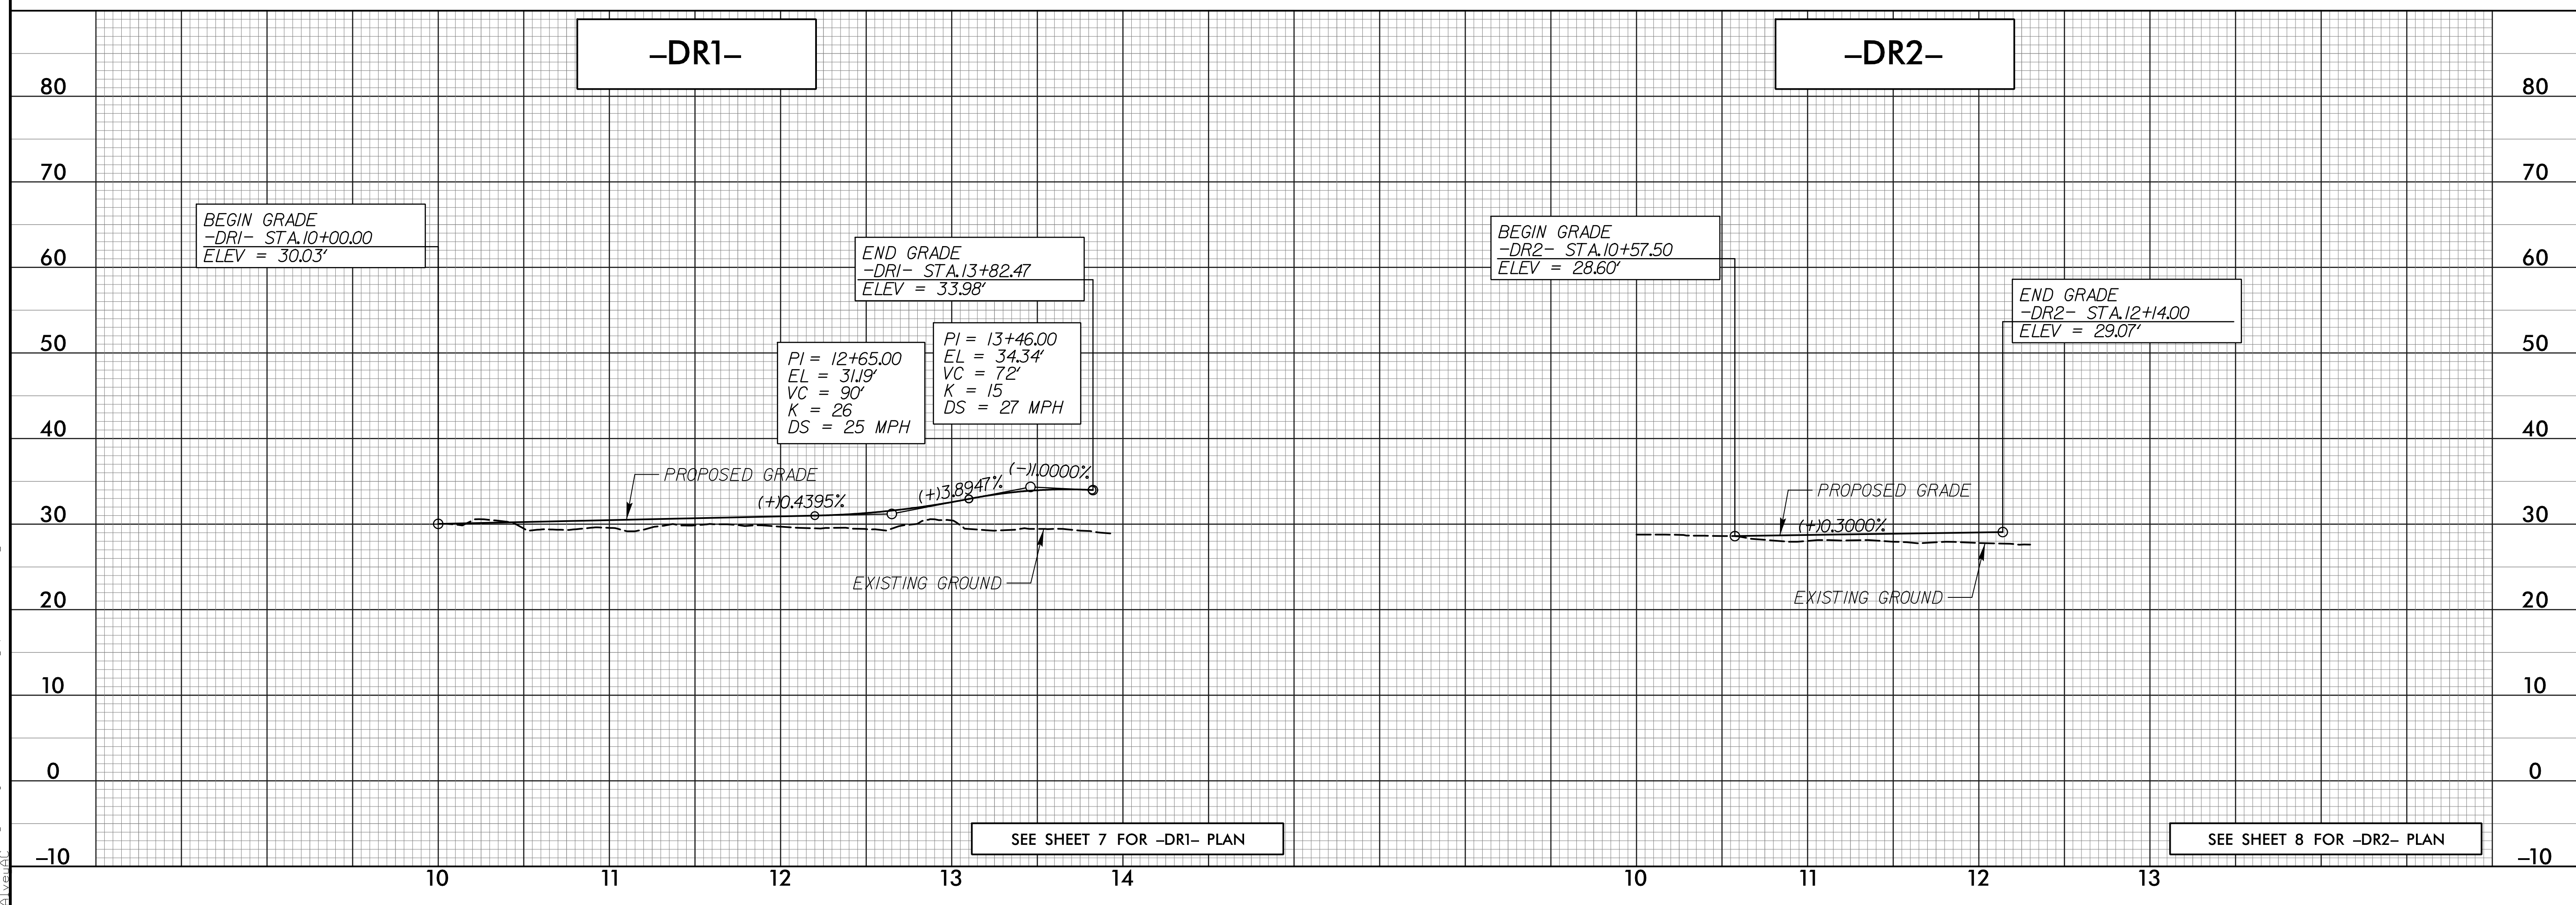 –DR1–
–DR2–
80
80
70
70
BEGIN GRADE
-DR1- STA.10+00.00
ELEV = 30.03'
60
60
END GRADE
-DR1- STA.13+82.47
ELEV = 33.98'
BEGIN GRADE
-DR2- STA.10+57.50
ELEV = 28.60'
END GRADE
-DR2- STA.12+14.00
ELEV = 29.07'
50
50
PI = 12+65.00
EL = 31.19'
VC = 90'
K = 26
DS = 25 MPH
PI = 13+46.00
EL = 34.34'
VC = 72'
K = 15
DS = 27 MPH
40
40
PROPOSED GRADE
(+)0.4395%
(+)3.8947%
(-)1.0000%
PROPOSED GRADE
(+)0.3000%
30
30
EXISTING GROUND
EXISTING GROUND
20
20
10
10
0
0
SEE SHEET 7 FOR –DR1– PLAN
SEE SHEET 8 FOR –DR2– PLAN
–10
–10
10
11
12
13
14
10
11
12
13